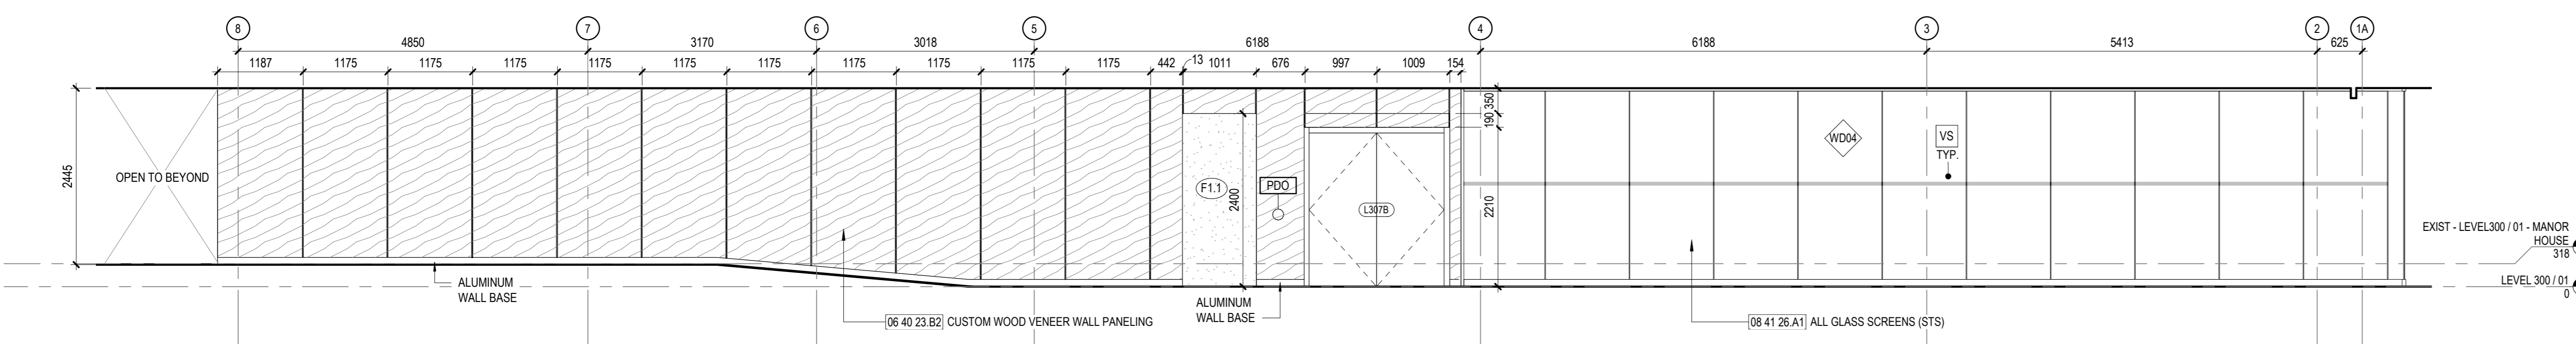 8 7 6 5 4 3 2 1A
4850 3170 3018 6188 6188 5413 625
1187 1175 1175 1175 1175 1175 1175 1175 1175 1175 1175 442 13 1011 676 997 1009 154
350
190
2445
OPEN TO BEYOND
F1.1
2400
PDO
L307B
2210
WD04
VS
TYP.
EXIST - LEVEL300 / 01 - MANOR
HOUSE
318
LEVEL 300 / 01
0
ALUMINUM
WALL BASE
ALUMINUM
WALL BASE
06 40 23.B2 CUSTOM WOOD VENEER WALL PANELING
08 41 26.A1 ALL GLASS SCREENS (STS)